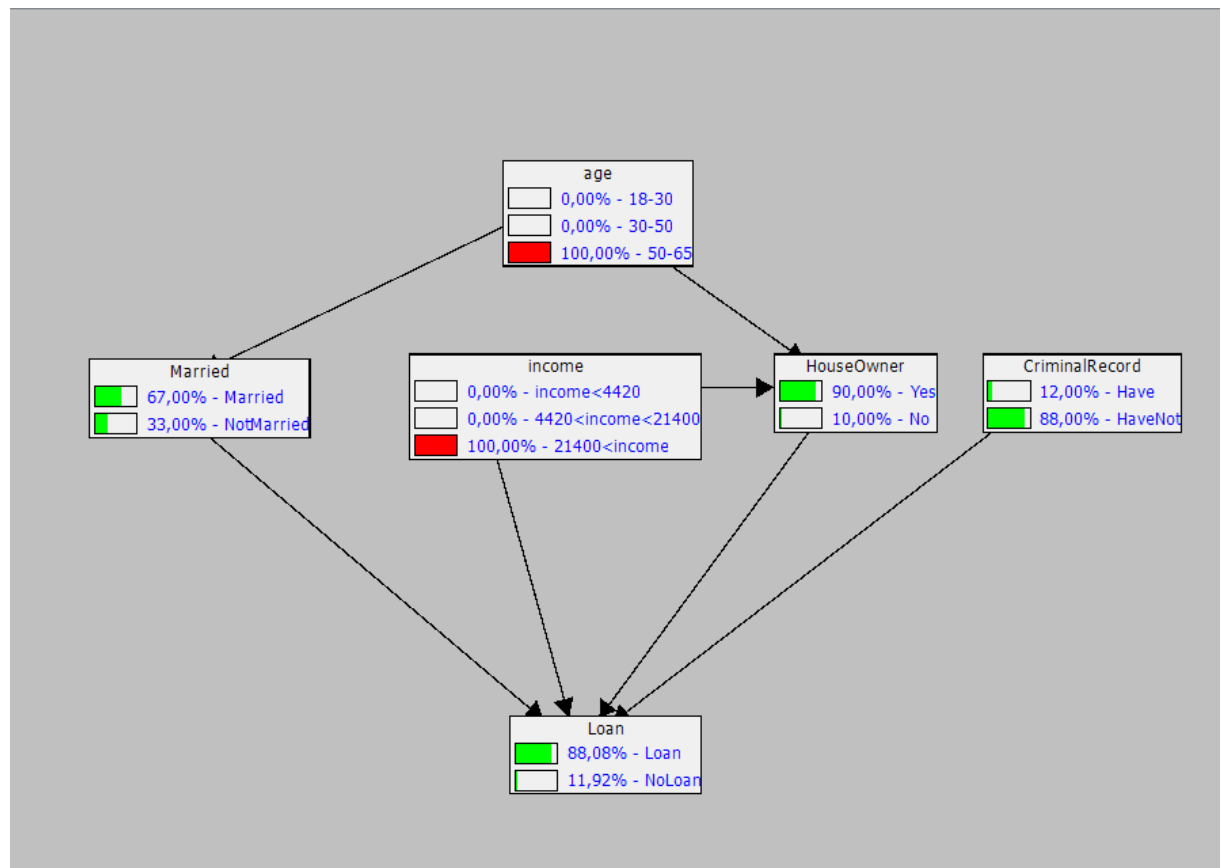 age
0,00% - 18-30
0,00% - 30-50
100,00% - 50-65
Married
67,00% - Married
33,00% - NotMarried
income
0,00% - income<4420
0,00% - 4420<income<21400
100,00% - 21400<income
HouseOwner
90,00% - Yes
10,00% - No
CriminalRecord
12,00% - Have
88,00% - HaveNot
Loan
88,08% - Loan
11,92% - NoLoan